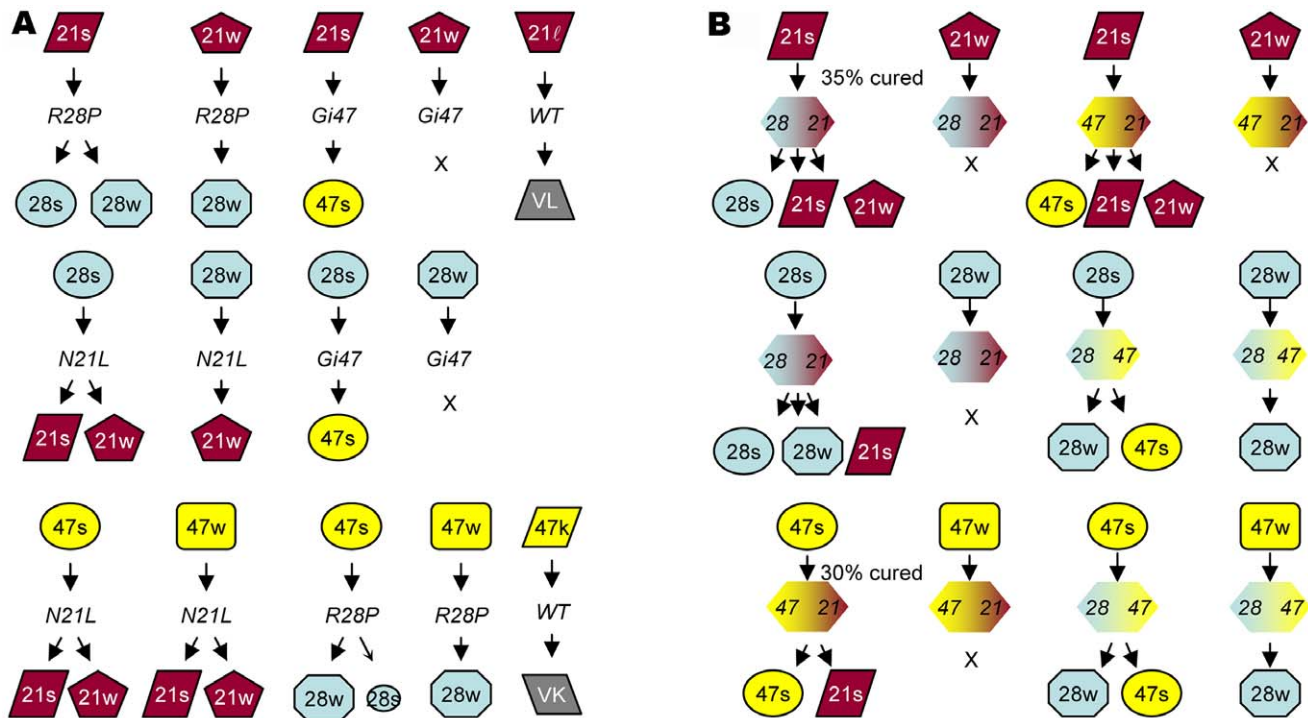 A
21s 21w 21s 21w 21ℓ
R28P R28P Gi47 Gi47 WT
X
28s 28w 28w 47s VL
28s 28w 28s 28w
N21L N21L Gi47 Gi47
X
21s 21w 21w 47s
47s 47w 47s 47w 47k
N21L N21L R28P R28P WT
21s 21w 21s 21w 28w 28s 28w VK
B
21s 21w 21s 21w
35% cured
28 21 28 21 47 21 47 21
X X
28s 21s 21w 47s 21s 21w
28s 28w 28s 28w
28 21 28 21 28 47 28 47
X
28s 28w 21s 28w 47s 28w
47s 47w 47s 47w
30% cured
47 21 47 21 28 47 28 47
X
47s 21s 28w 47s 28w